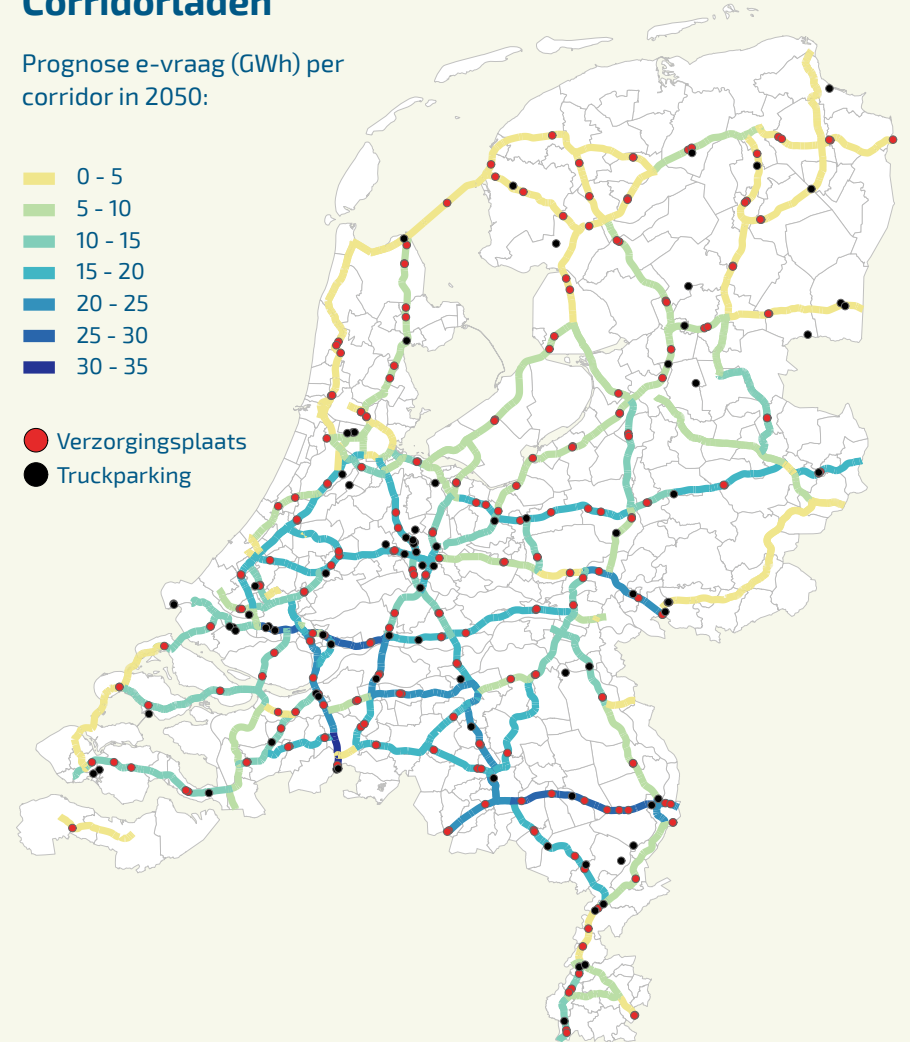 Corridorladen
Prognose e-vraag (GWh) per
corridor in 2050:
0 - 5
5 - 10
10 - 15
15 - 20
20 - 25
25 - 30
30 - 35
Verzorgingsplaats
Truckparking